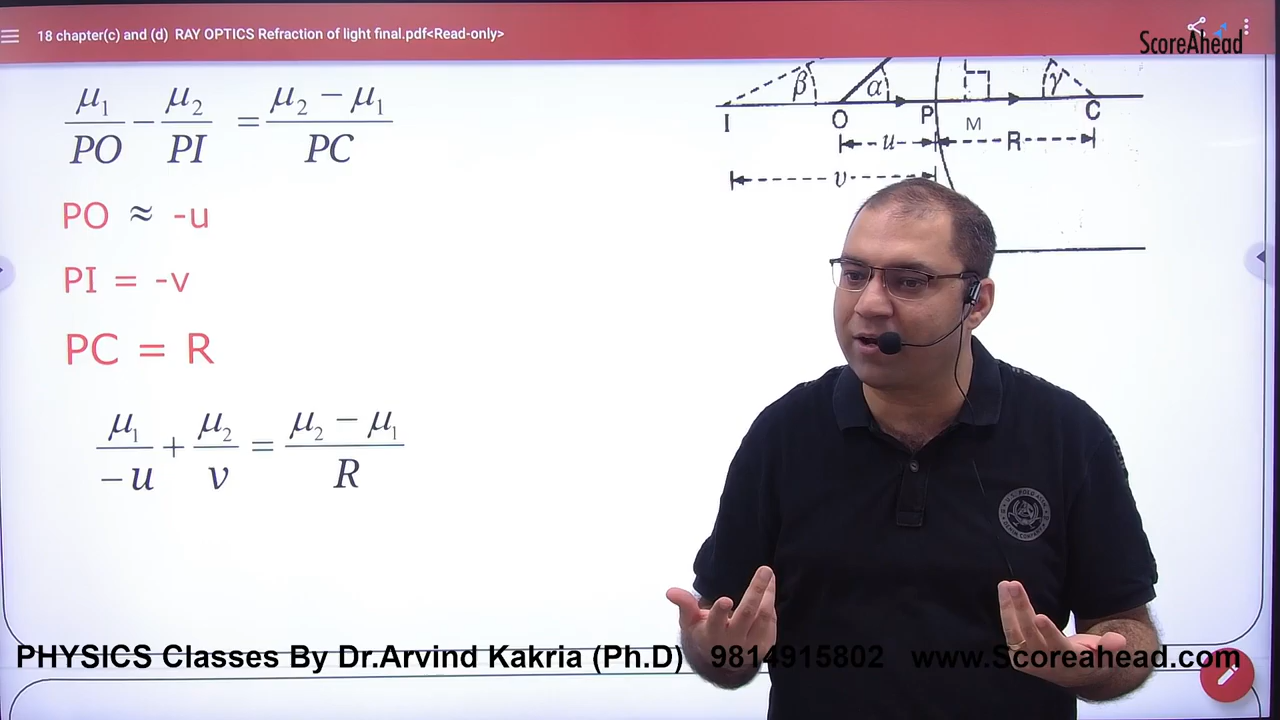 18 chapter(c) and (d) RAY OPTICS Refraction of light final.pdf<Read-only>
ScoreAhead
μ₁/PO − μ₂/PI = (μ₂ − μ₁)/PC
β α γ
I O P M C
u R
v
PO ≈ -u
PI = -v
PC = R
μ₁/−u + μ₂/v = (μ₂ − μ₁)/R
PHYSICS Classes By Dr.Arvind Kakria (Ph.D) 9814915802 www.Scoreahead.com